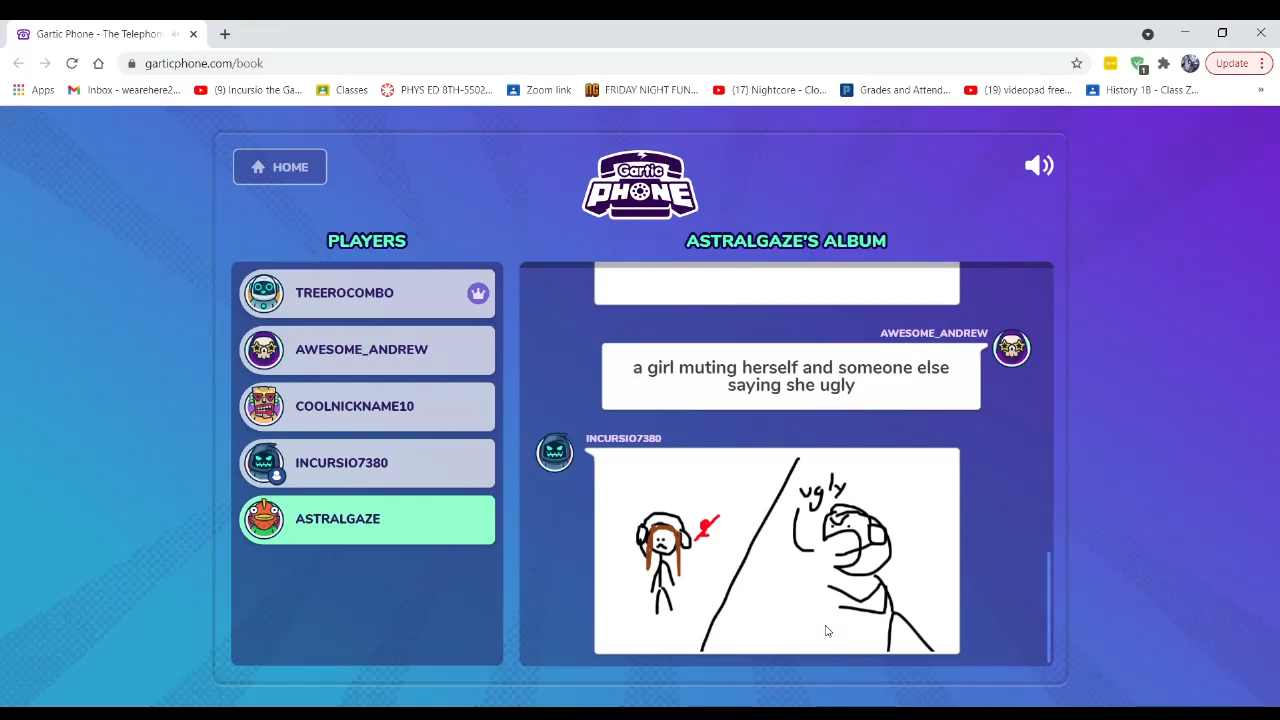 Gartic Phone - The Telephon
garticphone.com/book
Update
Apps
Inbox - wearehere2...
(9) Incursio the Ga...
Classes
PHYS ED 8TH-5502...
Zoom link
FRIDAY NIGHT FUN...
(17) Nightcore - Clo...
Grades and Attend...
(19) videopad free...
History 1B - Class Z...
»
HOME
Gartic
PHONE
PLAYERS
ASTRALGAZE'S ALBUM
TREEROCOMBO
AWESOME_ANDREW
COOLNICKNAME10
INCURSIO7380
ASTRALGAZE
AWESOME_ANDREW
a girl muting herself and someone else
saying she ugly
INCURSIO7380
ugly